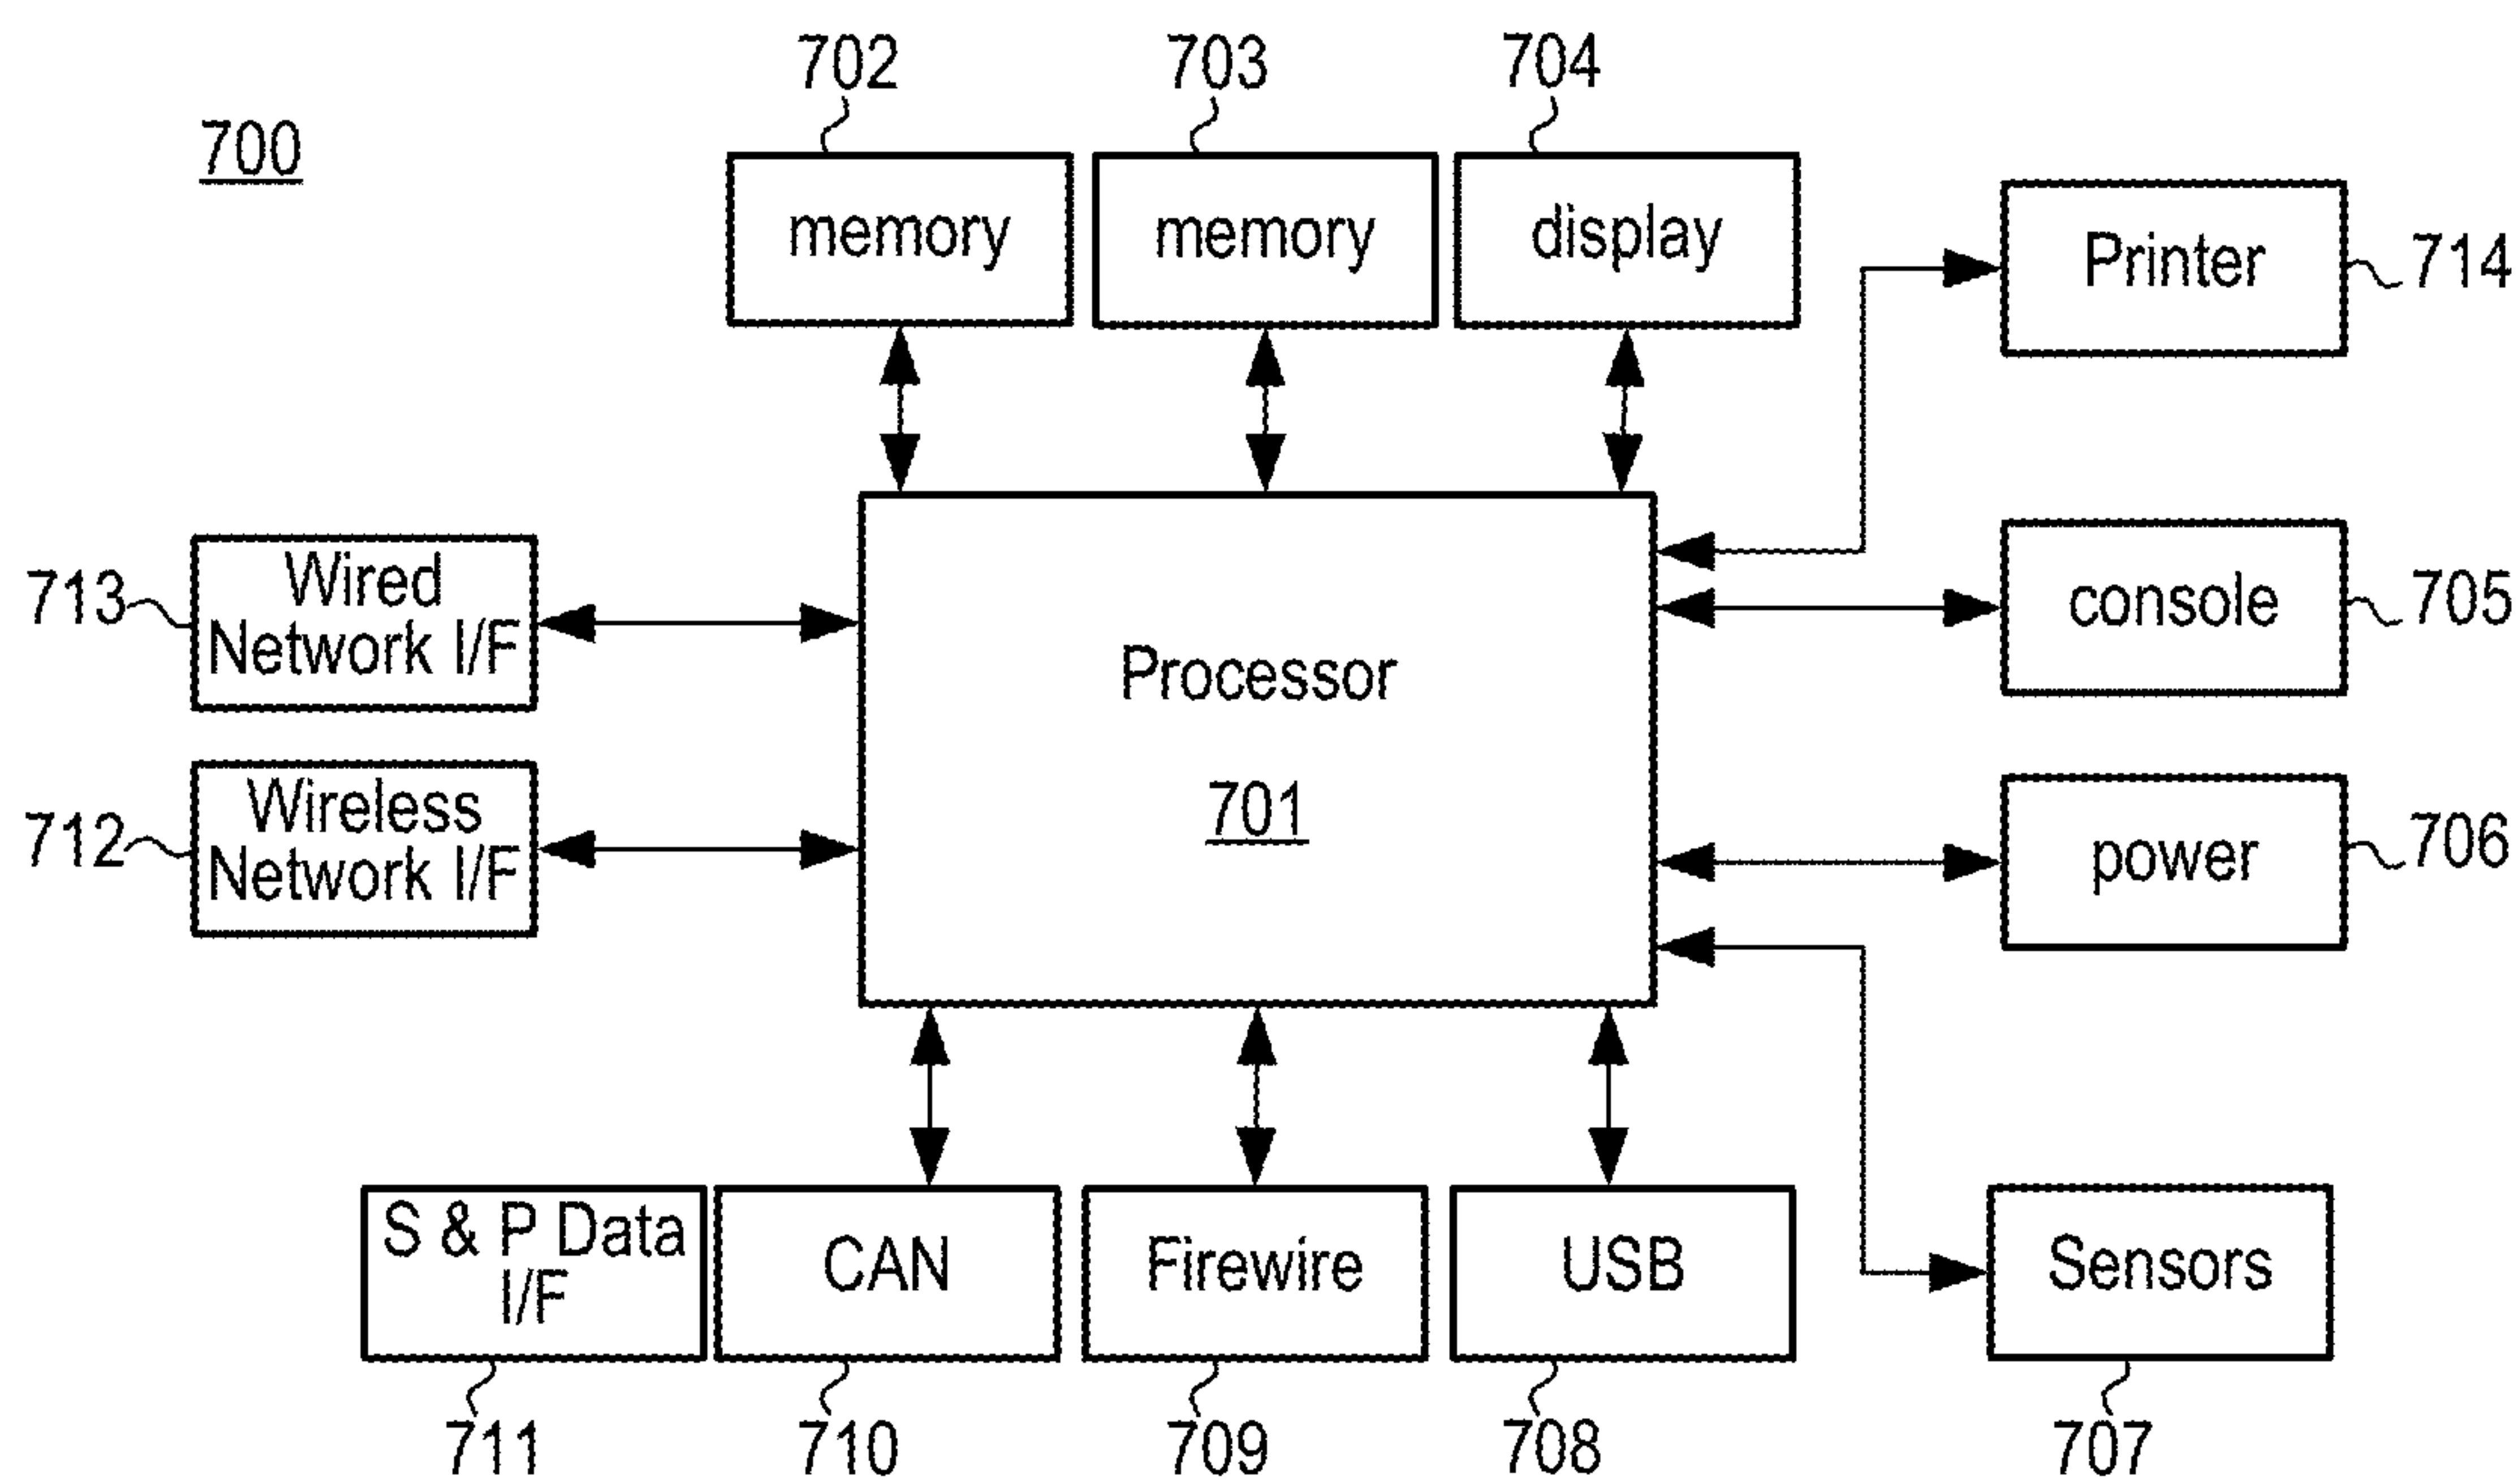 702
703
704
700
memory
memory
display
Printer
714
713
Wired
Network I/F
Processor
701
console
705
712
Wireless
Network I/F
power
706
S & P Data
I/F
CAN
Firewire
USB
Sensors
711
710
709
708
707